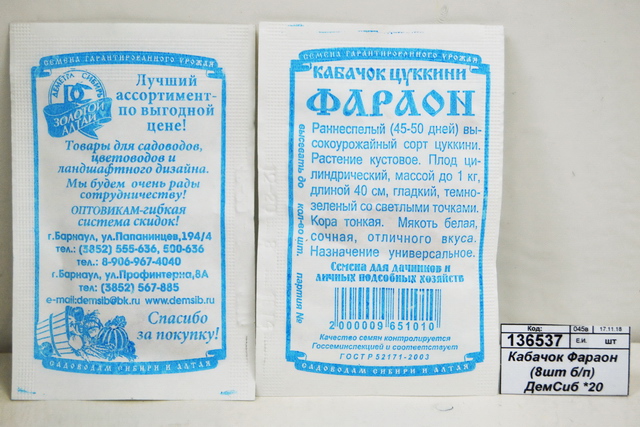 СЕМЕНА ГАРАНТИРОВАННОГО УРОЖАЯ
ДЕМЕТРА СИБИРИ
ДС
ЗОЛОТОЙ
АЛТАЙ
Лучший
ассортимент-
по выгодной
цене!
Товары для садоводов,
цветоводов и
ландшафтного дизайна.
Мы будем очень рады
сотрудничеству!
ОПТОВИКАМ-гибкая
система скидок!
г.Барнаул, ул.Папанинцев,194/4
тел.: (3852) 555-636, 500-636
тел.: 8-906-967-4040
г.Барнаул, ул.Профинтерна,8А
тел.: (3852) 567-885
e-mail:demsib@bk.ru www.demsib.ru
Спасибо
за покупку!
САДОВОДАМ СИБИРИ И АЛТАЯ
СЕМЕНА ГАРАНТИРОВАННОГО УРОЖАЯ
КАБАЧОК ЦУККИНИ
ФАРАОН
Раннеспелый (45-50 дней) вы-
сокоурожайный сорт цуккини.
Растение кустовое. Плод ци-
линдрический, массой до 1 кг,
длиной 40 см, гладкий, темно-
зеленый со светлыми точками.
Кора тонкая. Мякоть белая,
сочная, отличного вкуса.
Назначение универсальное.
Семена для дачников и
личных подсобных хозяйств
высевать до
кол-во шт.
партия №
2000009 651010
Качество семян контролируется
Госсеминспекцией и соответствует
ГОСТР 52171-2003
САДОВОДАМ СИБИРИ И АЛТАЯ
Код: 045в 17.11.18
136537 Е.И. шт
Кабачок Фараон
(8шт б/п)
ДемСиб *20